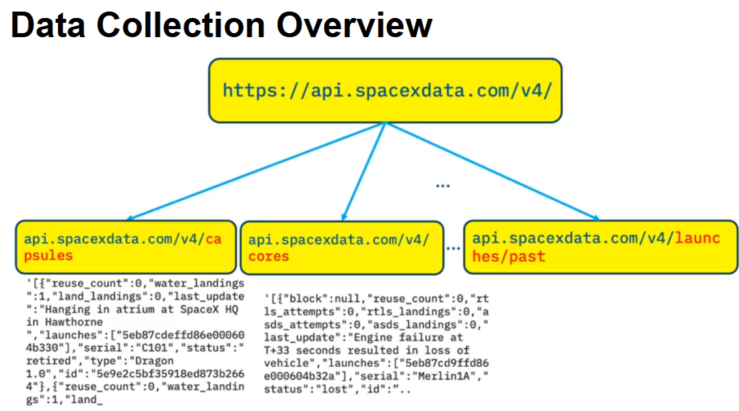 Data Collection Overview
https://api.spacexdata.com/v4/
...
api.spacexdata.com/v4/ca
psules
api.spacexdata.com/v4/
cores
...
api.spacexdata.com/v4/launc
hes/past
'[{"reuse_count":0,"water_landings
":1,"land_landings":0,"last_update
":"Hanging in atrium at SpaceX HQ
in Hawthorne
","launches":["5eb87cdeffd86e00060
4b330"],"serial":"C101","status":"
retired","type":"Dragon
1.0","id":"5e9e2c5bf35918ed873b266
4"},{"reuse_count":0,"water_landin
gs":1,"land_
'[{"block":null,"reuse_count":0,"rt
ls_attempts":0,"rtls_landings":0,"a
sds_attempts":0,"asds_landings":0,"
last_update":"Engine failure at
T+33 seconds resulted in loss of
vehicle","launches":["5eb87cd9ffd86
e000604b32a"],"serial":"Merlin1A","
status":"lost","id":"..